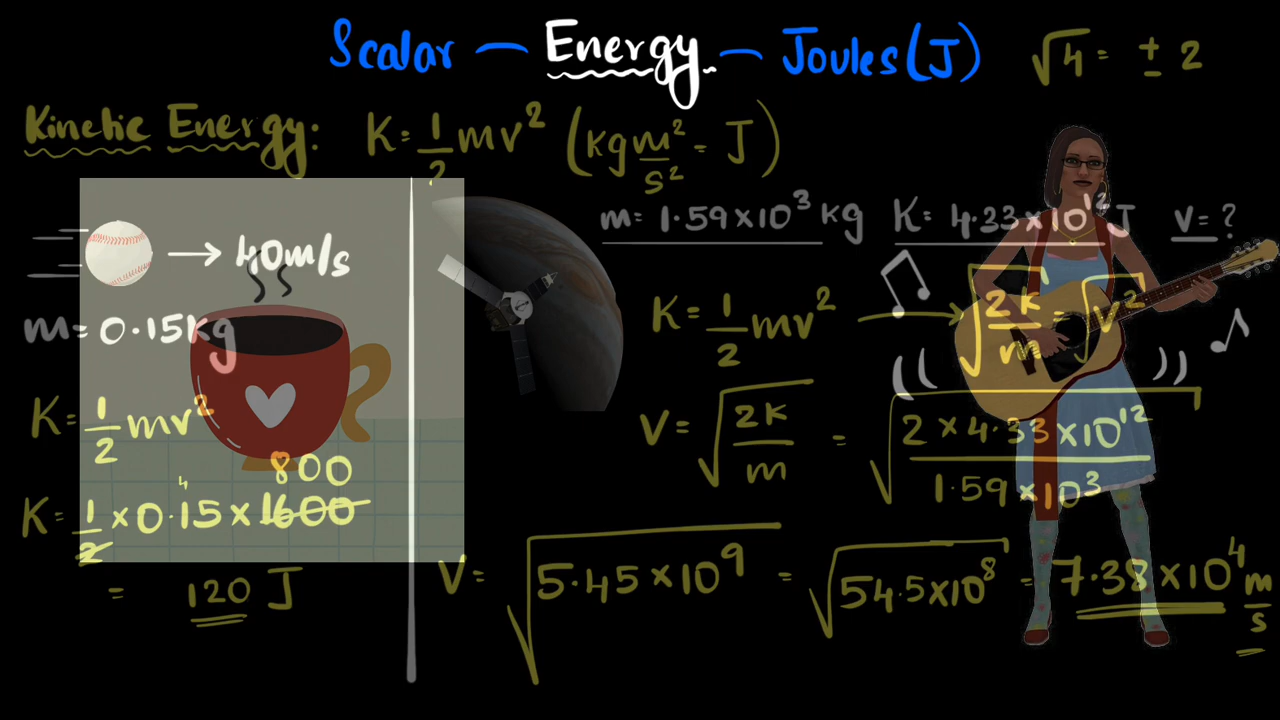 Scalar — Energy — Joules (J)
√4 = ± 2
Kinetic Energy: K = 1/2 mv² (kg m²/s² = J)
→ 40m/s
m = 0.15kg
K = 1/2 mv²
K = 1/2 × 0.15 × 1600
4
800
= 120 J
m = 1.59 × 10³ kg K = 4.33 × 10¹² J v = ?
K = 1/2 mv² → √(2K/m) = √v²
V = √(2K/m) = √(2 × 4.33 × 10¹² / 1.59 × 10³)
V = √(5.45 × 10⁹) = √(54.5 × 10⁸) = 7.38 × 10⁴ m/s